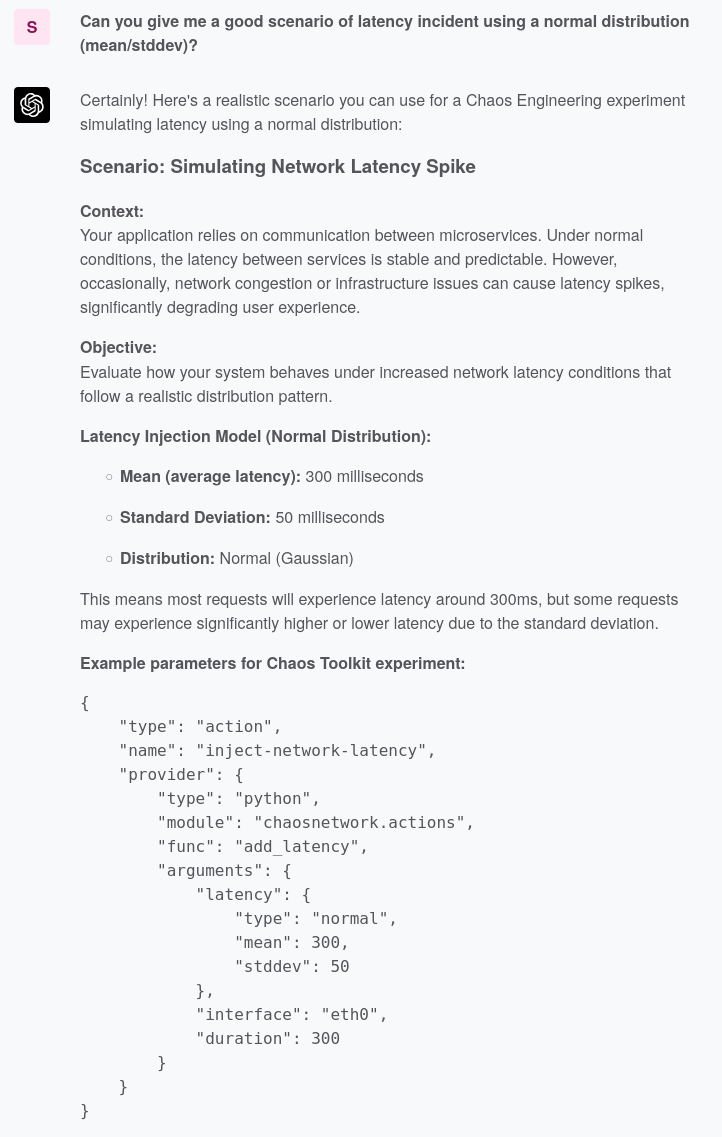 S
Can you give me a good scenario of latency incident using a normal distribution
(mean/stddev)?
Certainly! Here's a realistic scenario you can use for a Chaos Engineering experiment
simulating latency using a normal distribution:
Scenario: Simulating Network Latency Spike
Context:
Your application relies on communication between microservices. Under normal
conditions, the latency between services is stable and predictable. However,
occasionally, network congestion or infrastructure issues can cause latency spikes,
significantly degrading user experience.
Objective:
Evaluate how your system behaves under increased network latency conditions that
follow a realistic distribution pattern.
Latency Injection Model (Normal Distribution):
○ Mean (average latency): 300 milliseconds
○ Standard Deviation: 50 milliseconds
○ Distribution: Normal (Gaussian)
This means most requests will experience latency around 300ms, but some requests
may experience significantly higher or lower latency due to the standard deviation.
Example parameters for Chaos Toolkit experiment:
{
    "type": "action",
    "name": "inject-network-latency",
    "provider": {
        "type": "python",
        "module": "chaosnetwork.actions",
        "func": "add_latency",
        "arguments": {
            "latency": {
                "type": "normal",
                "mean": 300,
                "stddev": 50
            },
            "interface": "eth0",
            "duration": 300
        }
    }
}